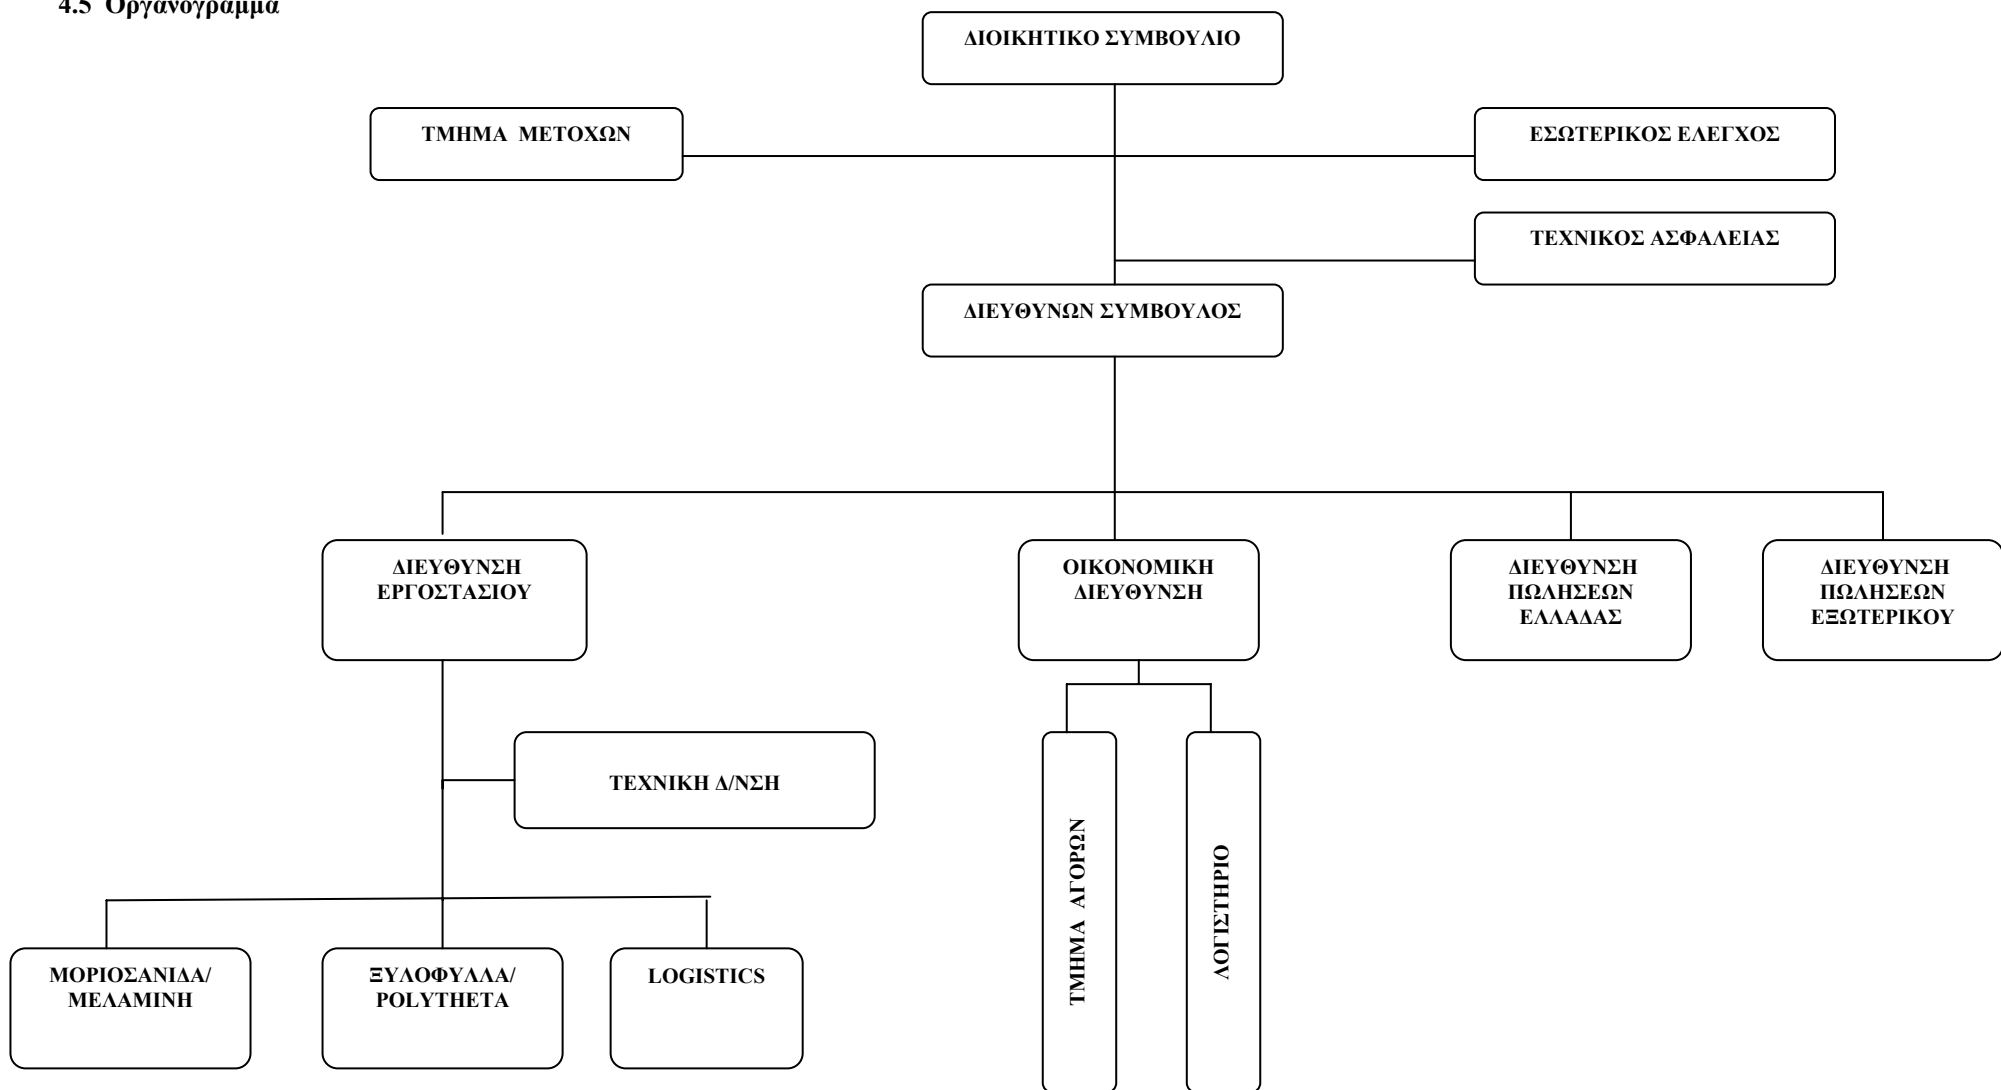 4.5 Οργανόγραμμα
ΔΙΟΙΚΗΤΙΚΟ ΣΥΜΒΟΥΛΙΟ
ΤΜΗΜΑ ΜΕΤΟΧΩΝ
ΕΣΩΤΕΡΙΚΟΣ ΕΛΕΓΧΟΣ
ΤΕΧΝΙΚΟΣ ΑΣΦΑΛΕΙΑΣ
ΔΙΕΥΘΥΝΩΝ ΣΥΜΒΟΥΛΟΣ
ΔΙΕΥΘΥΝΣΗ
ΕΡΓΟΣΤΑΣΙΟΥ
ΟΙΚΟΝΟΜΙΚΗ
ΔΙΕΥΘΥΝΣΗ
ΔΙΕΥΘΥΝΣΗ
ΠΩΛΗΣΕΩΝ
ΕΛΛΑΔΑΣ
ΔΙΕΥΘΥΝΣΗ
ΠΩΛΗΣΕΩΝ
ΕΞΩΤΕΡΙΚΟΥ
ΤΕΧΝΙΚΗ Δ/ΝΣΗ
ΤΜΗΜΑ ΑΓΟΡΩΝ
ΛΟΓΙΣΤΗΡΙΟ
ΜΟΡΙΟΣΑΝΙΔΑ/
ΜΕΛΑΜΙΝΗ
ΞΥΛΟΦΥΛΛΑ/
POLYTHETA
LOGISTICS